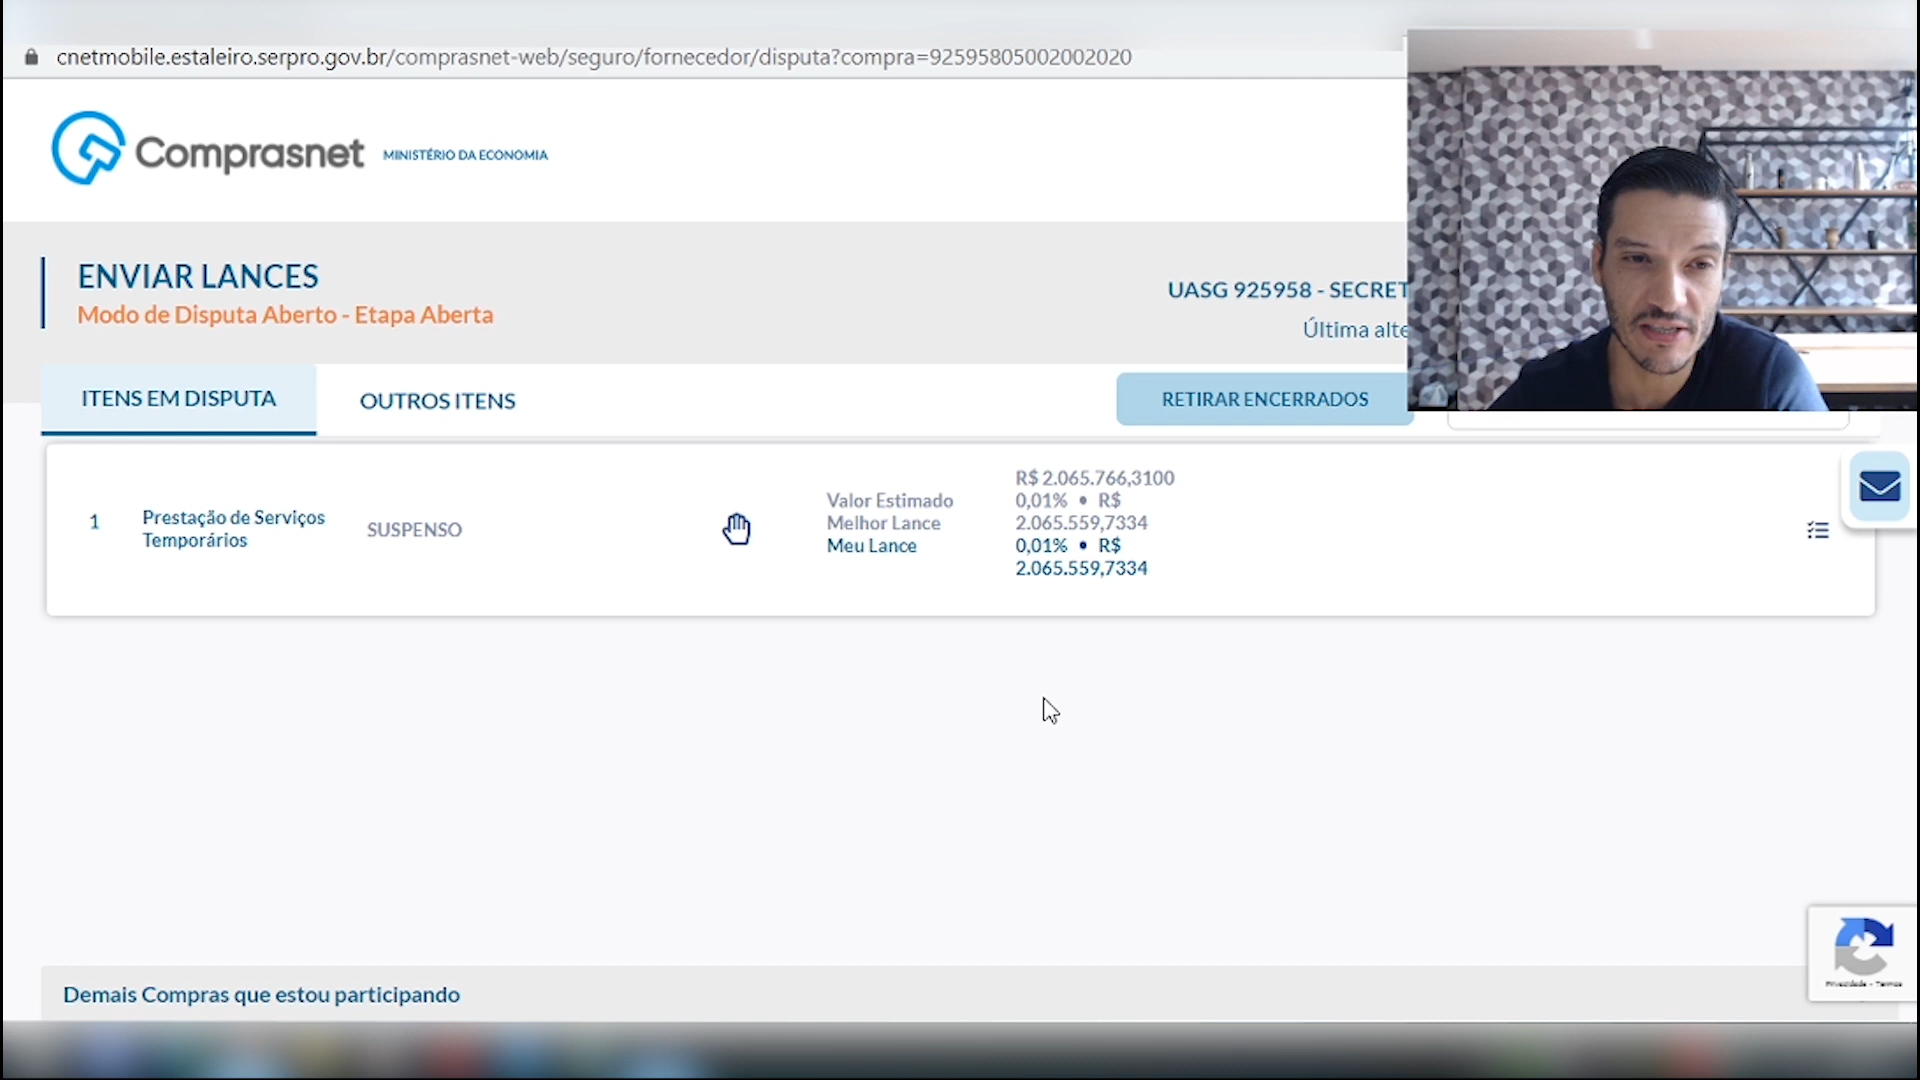 cnetmobile.estaleiro.serpro.gov.br/comprasnet-web/seguro/fornecedor/disputa?compra=92595805002002020
Comprasnet MINISTÉRIO DA ECONOMIA
ENVIAR LANCES
Modo de Disputa Aberto - Etapa Aberta
UASG 925958 - SECRET
Última alte
ITENS EM DISPUTA
OUTROS ITENS
RETIRAR ENCERRADOS
1
Prestação de Serviços
Temporários
SUSPENSO
Valor Estimado
Melhor Lance
Meu Lance
R$ 2.065.766,3100
0,01% • R$
2.065.559,7334
0,01% • R$
2.065.559,7334
Demais Compras que estou participando
Privacidade - Termos